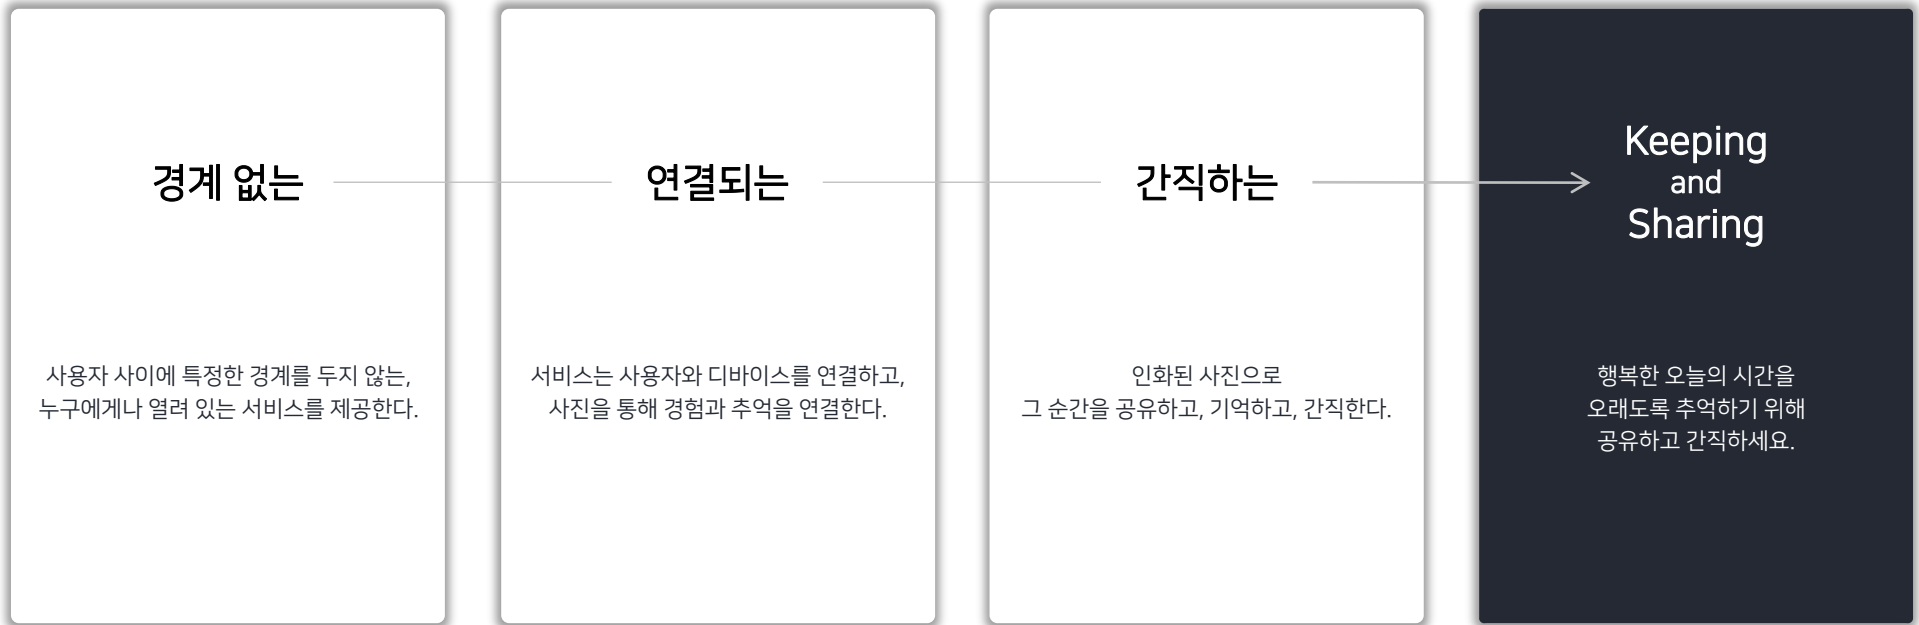 경계 없는
사용자 사이에 특정한 경계를 두지 않는,
누구에게나 열려 있는 서비스를 제공한다.
연결되는
서비스는 사용자와 디바이스를 연결하고,
사진을 통해 경험과 추억을 연결한다.
간직하는
인화된 사진으로
그 순간을 공유하고, 기억하고, 간직한다.
Keeping
and
Sharing
행복한 오늘의 시간을
오래도록 추억하기 위해
공유하고 간직하세요.